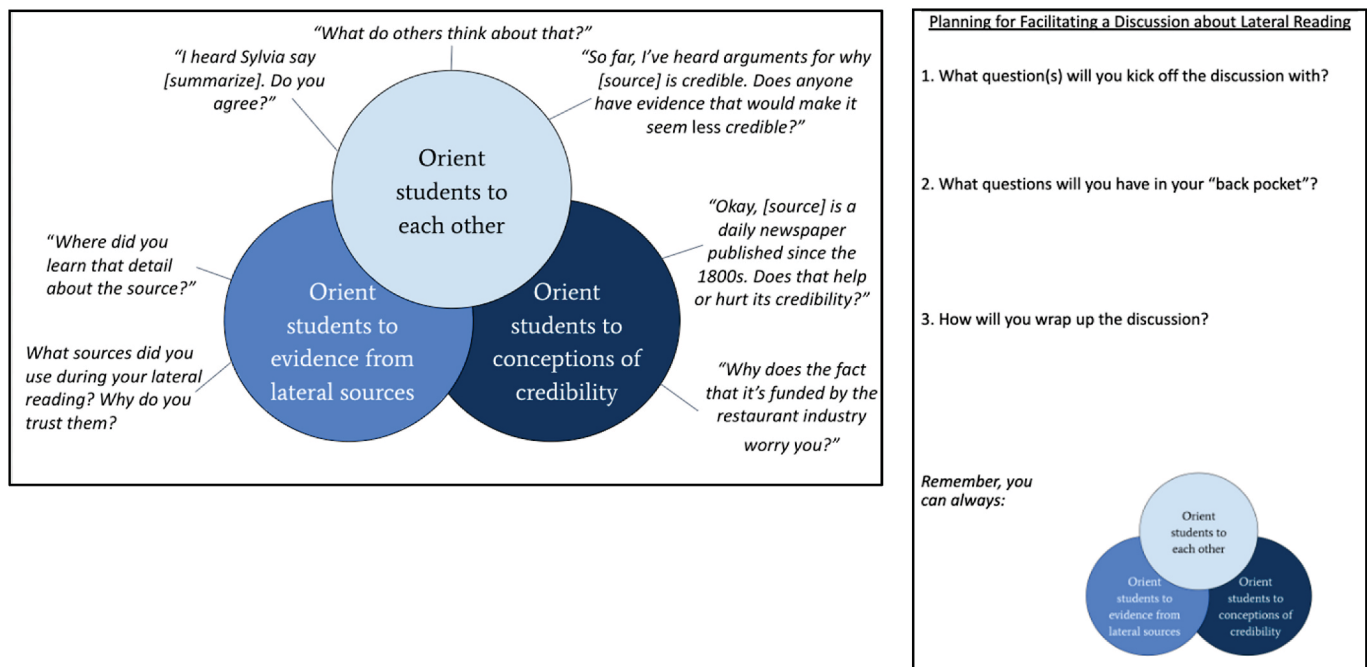 “What do others think about that?”
“I heard Sylvia say
[summarize]. Do you
agree?”
“So far, I’ve heard arguments for why
[source] is credible. Does anyone
have evidence that would make it
seem less credible?”
Orient
students to
each other
“Where did you
learn that detail
about the source?”
What sources did you
use during your lateral
reading? Why do you
trust them?
Orient
students to
evidence from
lateral sources
Orient
students to
conceptions of
credibility
“Okay, [source] is a
daily newspaper
published since the
1800s. Does that help
or hurt its credibility?”
“Why does the fact
that it’s funded by the
restaurant industry
worry you?”
Planning for Facilitating a Discussion about Lateral Reading
1. What question(s) will you kick off the discussion with?
2. What questions will you have in your “back pocket”?
3. How will you wrap up the discussion?
Remember, you
can always:
Orient
students to
each other
Orient
students to
evidence from
lateral sources
Orient
students to
conceptions of
credibility